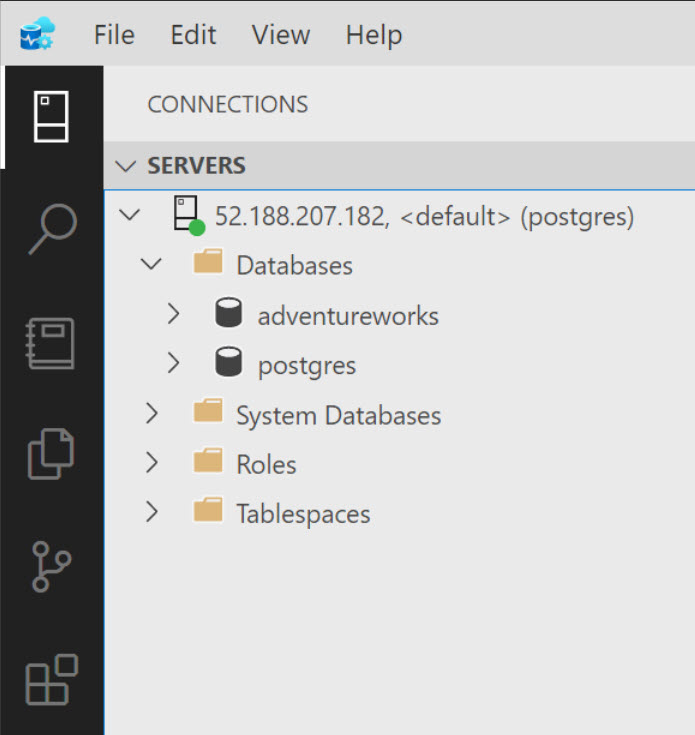 File Edit View Help
CONNECTIONS
SERVERS
52.188.207.182, <default> (postgres)
Databases
adventureworks
postgres
System Databases
Roles
Tablespaces